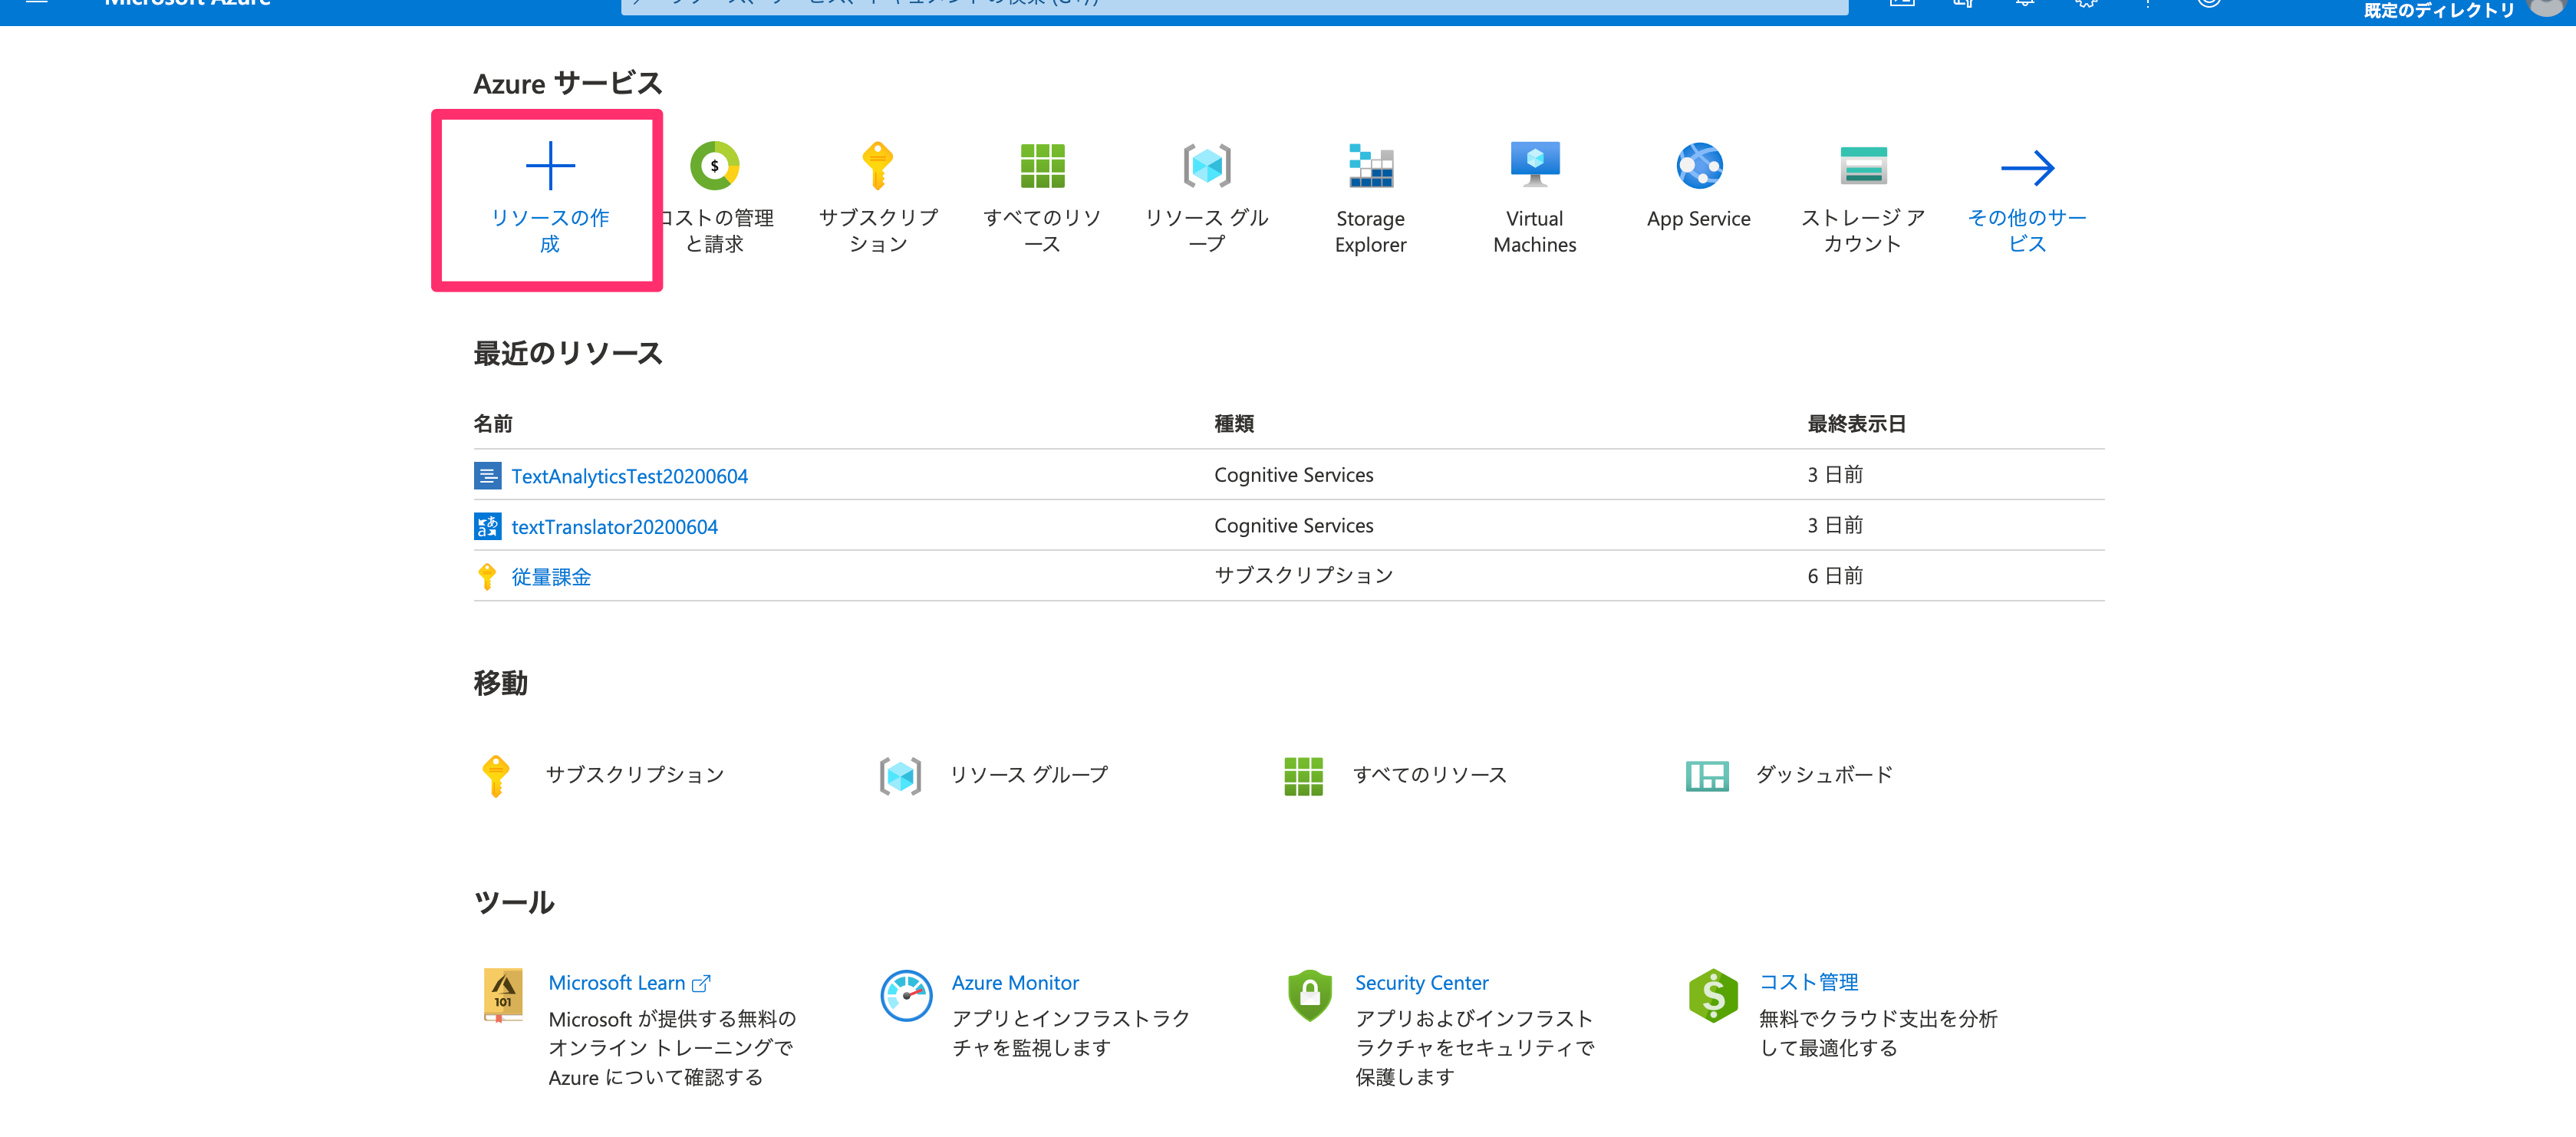 Microsoft Azure
既定のディレクトリ
Azure サービス
リソースの作
成
コストの管理
と請求
サブスクリプ
ション
すべてのリソ
ース
リソース グル
ープ
Storage
Explorer
Virtual
Machines
App Service
ストレージ ア
カウント
その他のサー
ビス
最近のリソース
名前 種類 最終表示日
TextAnalyticsTest20200604 Cognitive Services 3 日前
textTranslator20200604 Cognitive Services 3 日前
従量課金 サブスクリプション 6 日前
移動
サブスクリプション リソース グループ すべてのリソース ダッシュボード
ツール
Microsoft Learn
Microsoft が提供する無料の
オンライン トレーニングで
Azure について確認する
Azure Monitor
アプリとインフラストラク
チャを監視します
Security Center
アプリおよびインフラスト
ラクチャをセキュリティで
保護します
コスト管理
無料でクラウド支出を分析
して最適化する